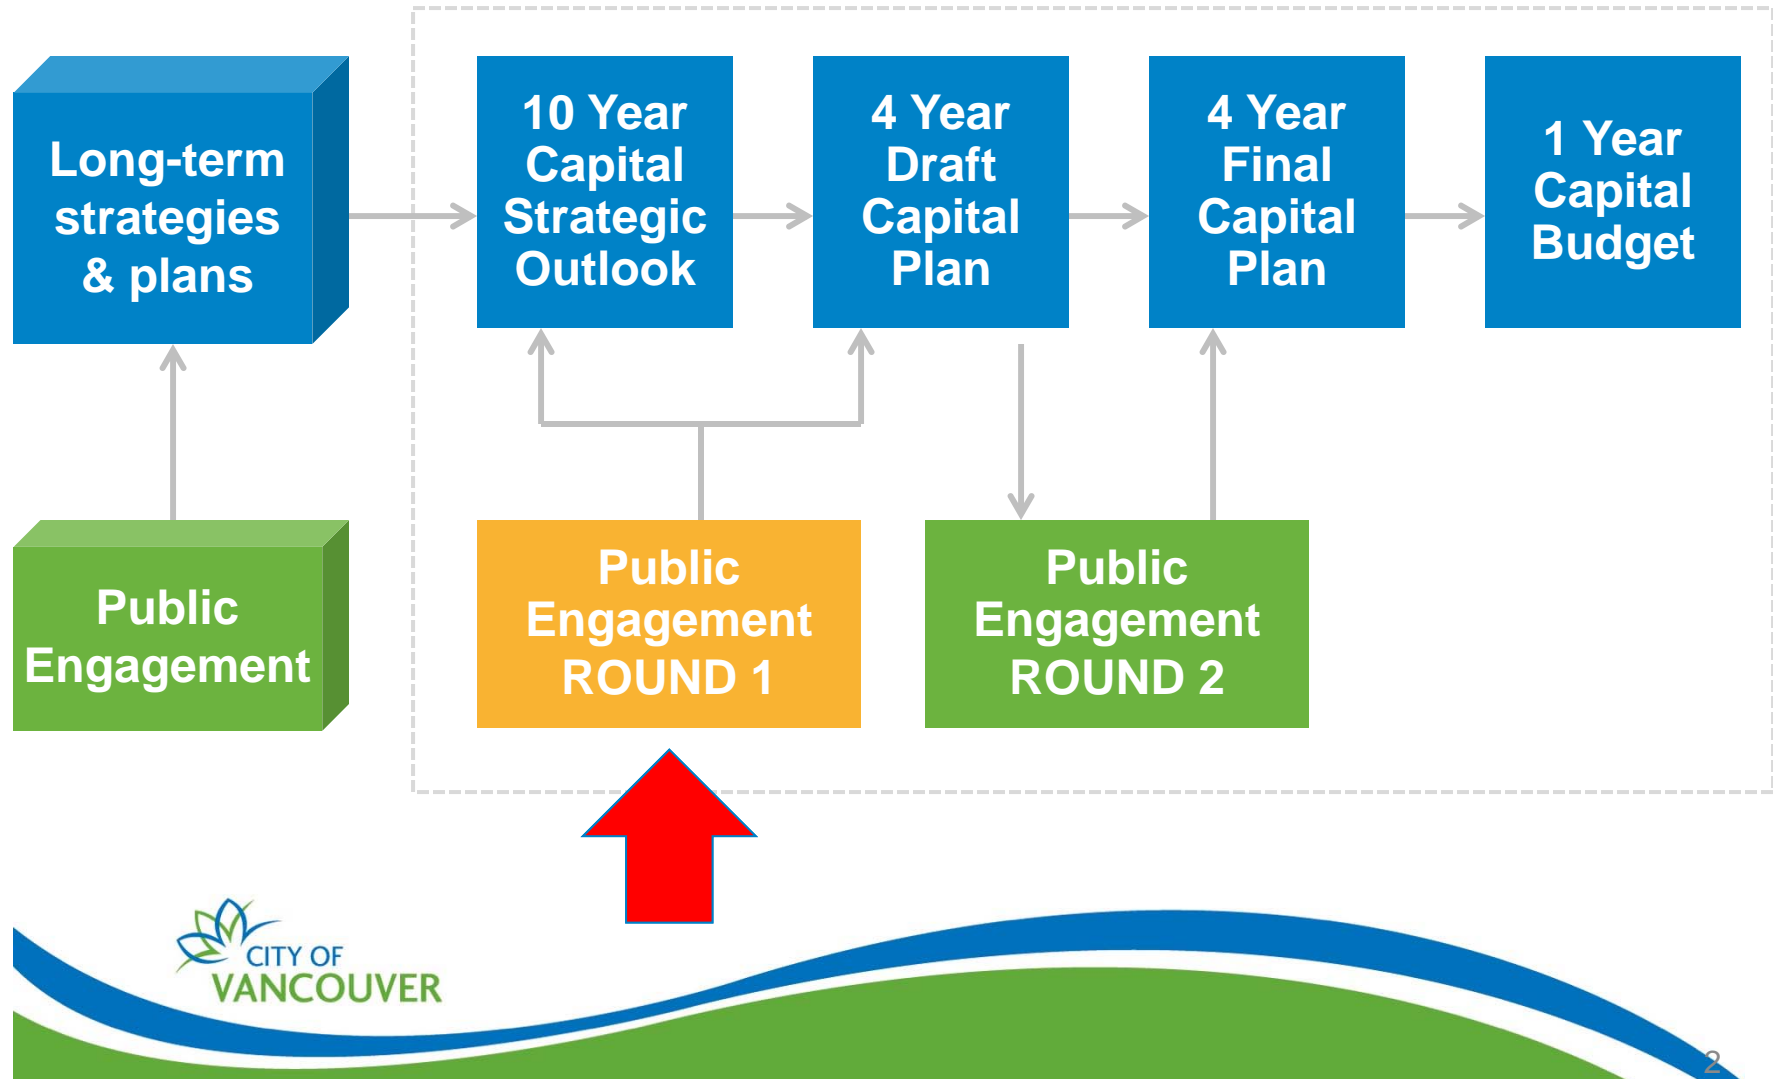 Long-term
strategies
& plans
10 Year
Capital
Strategic
Outlook
4 Year
Draft
Capital
Plan
4 Year
Final
Capital
Plan
1 Year
Capital
Budget
Public
Engagement
Public
Engagement
ROUND 1
Public
Engagement
ROUND 2
CITY OF
VANCOUVER
2